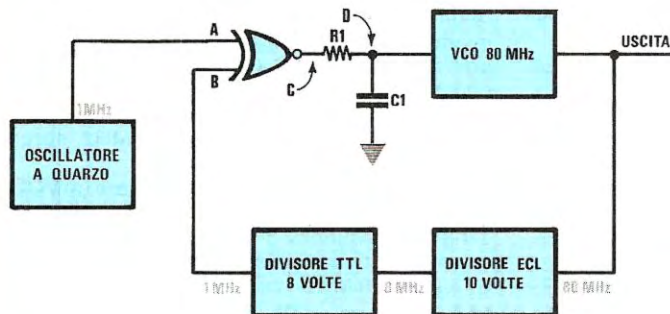 A
B
C
R1
D
C1
VCO 80 MHz
USCITA
1MHz
OSCILLATORE
A QUARZO
DIVISORE TTL
8 VOLTE
DIVISORE ECL
10 VOLTE
1MHz
MHz
80 MHz